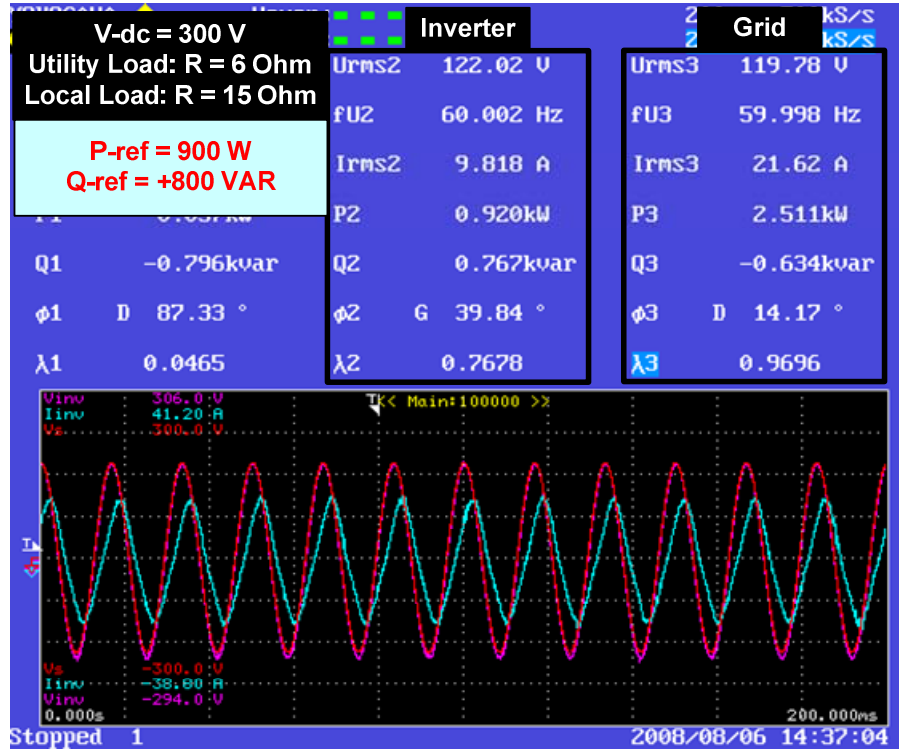 V-dc = 300 V
Utility Load: R = 6 Ohm
Local Load: R = 15 Ohm
P-ref = 900 W
Q-ref = +800 VAR
Inverter
Grid
kS/s
kS/s
Urms2 122.02 V
Urms3 119.78 V
fU2 60.002 Hz
fU3 59.998 Hz
Irms2 9.818 A
Irms3 21.62 A
P2 0.920kW
P3 2.511kW
Q1 -0.796kvar
Q2 0.767kvar
Q3 -0.634kvar
ϕ1 D 87.33 °
ϕ2 G 39.84 °
ϕ3 D 14.17 °
λ1 0.0465
λ2 0.7678
λ3 0.9696
Vinv 306.0 V
Iinv 41.20 A
Vs 300.0 V
T << Main:100000 >>
T
Vs -300.0 V
Iinv -38.80 A
Vinv -294.0 V
0.000s
200.000ms
Stopped 1
2008/08/06 14:37:04